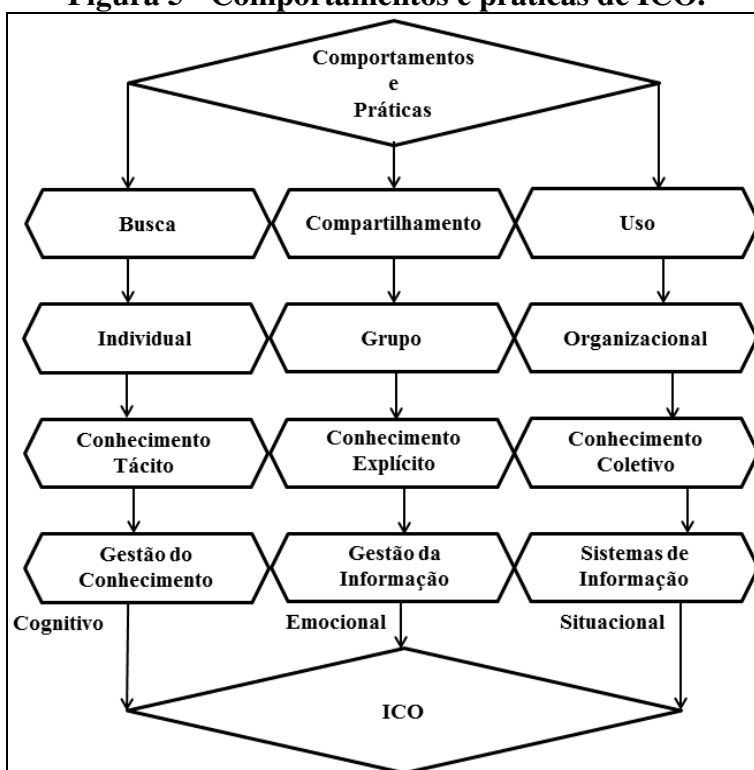 Figura 5 - Comportamentos e práticas de ICO.
Comportamentos
e
Práticas
Busca
Compartilhamento
Uso
Individual
Grupo
Organizacional
Conhecimento
Tácito
Conhecimento
Explícito
Conhecimento
Coletivo
Gestão do
Conhecimento
Gestão da
Informação
Sistemas de
Informação
Cognitivo
Emocional
Situacional
ICO